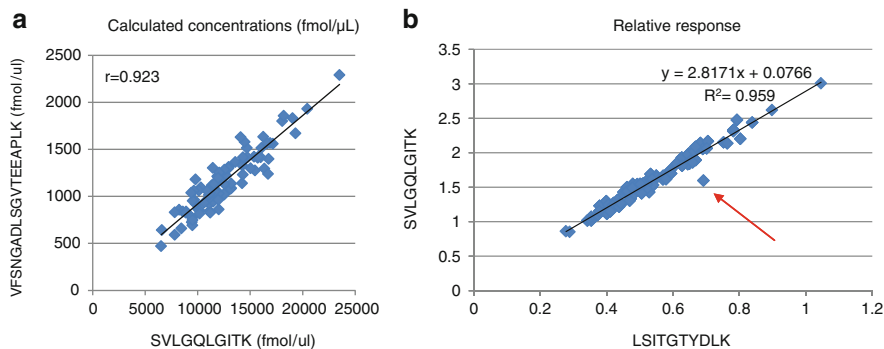 a
Calculated concentrations (fmol/µL)
2500
2000
1500
1000
500
0
r=0.923
VFSNGADLSGVTEEAPLK (fmol/ul)
0 5000 10000 15000 20000 25000
SVLGQLGITK (fmol/ul)
b
Relative response
3.5
3
2.5
2
1.5
1
0.5
0
y = 2.8171x + 0.0766
R²= 0.959
SVLGQLGITK
0 0.2 0.4 0.6 0.8 1 1.2
LSITGTYDLK